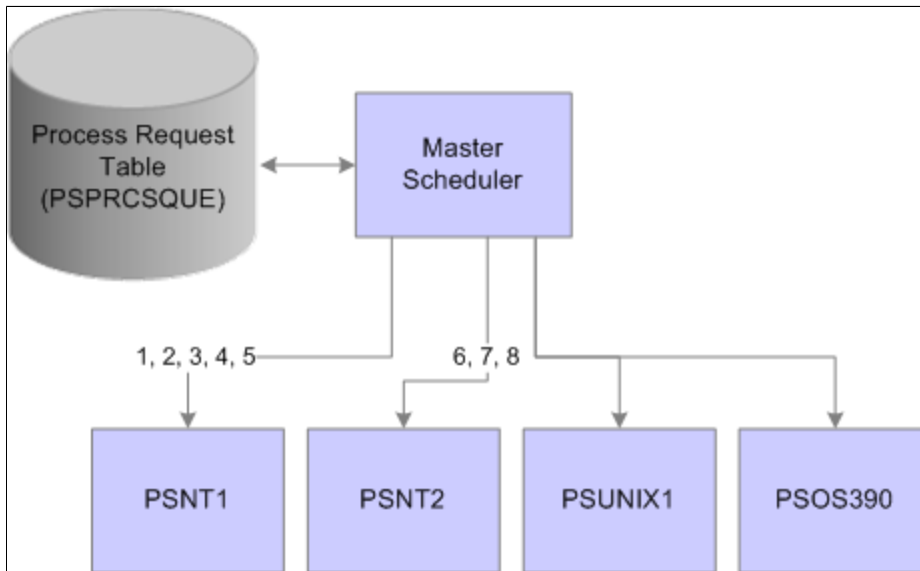 Process Request
Table
(PSPRCSQUE)
Master
Scheduler
1, 2, 3, 4, 5
6, 7, 8
PSNT1
PSNT2
PSUNIX1
PSOS390